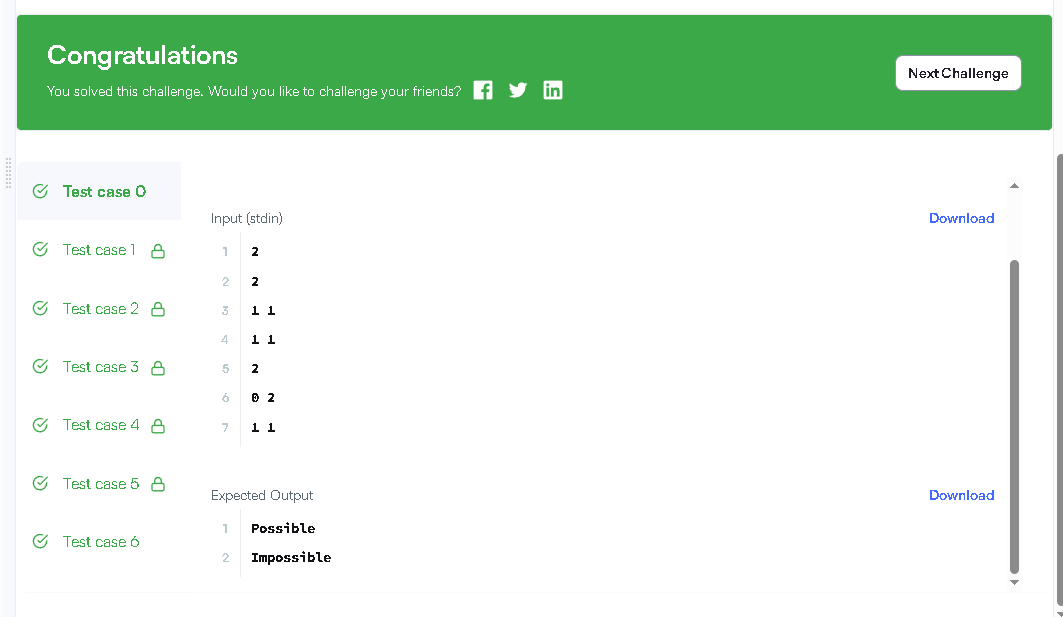 Congratulations
You solved this challenge. Would you like to challenge your friends?
Next Challenge
Test case 0
Test case 1
Test case 2
Test case 3
Test case 4
Test case 5
Test case 6
Input (stdin)
Download
1 2
2 2
3 1 1
4 1 1
5 2
6 0 2
7 1 1
Expected Output
Download
1 Possible
2 Impossible